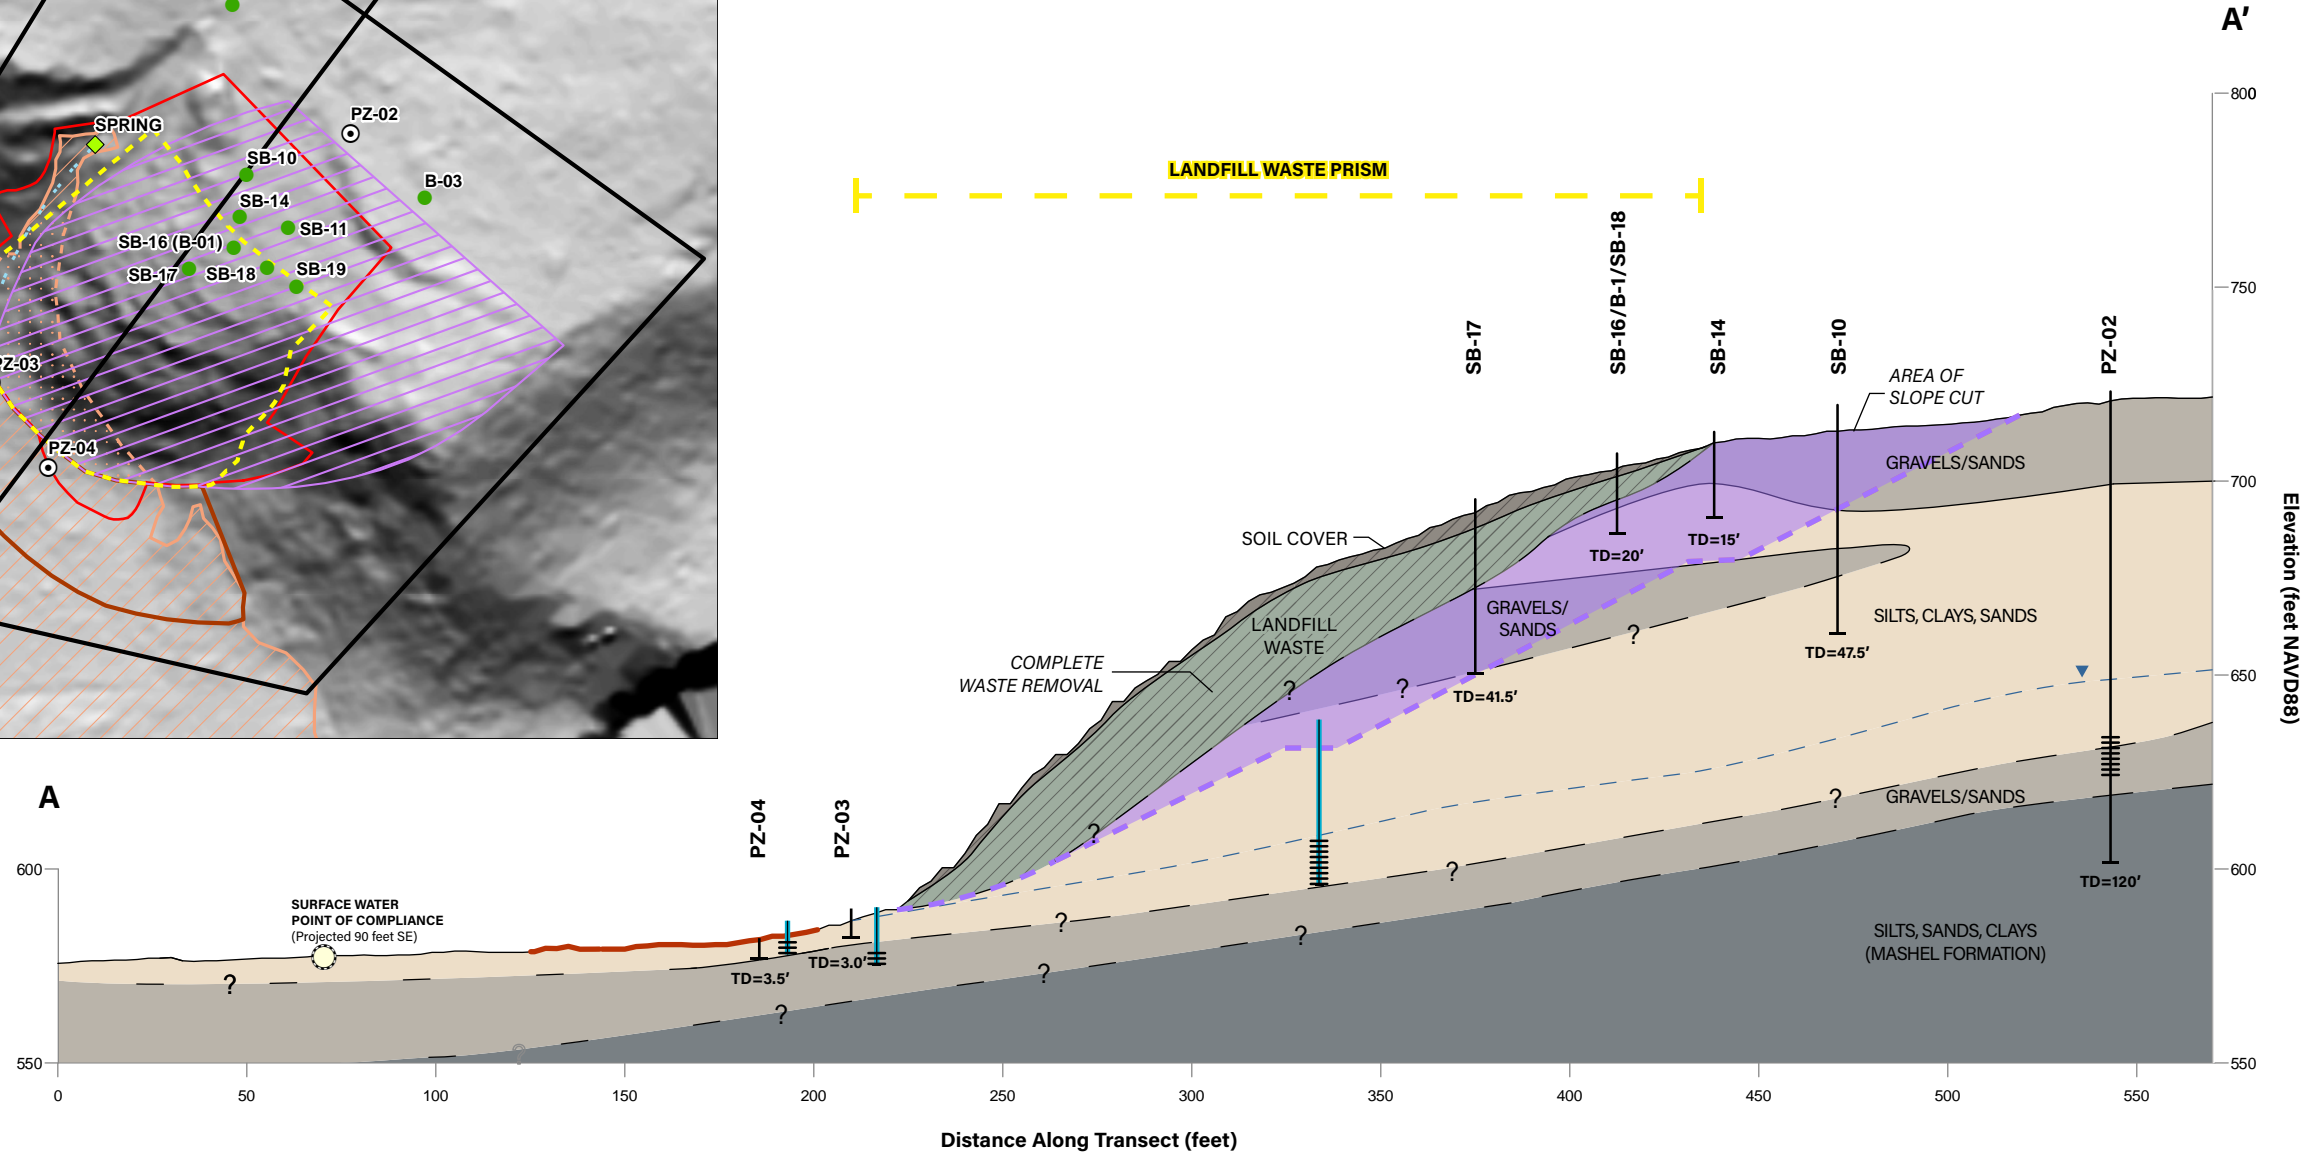 A′
800
SPRING
PZ-02
SB-10
B-03
SB-14
SB-11
SB-16 (B-01)
SB-17
SB-18
SB-19
PZ-03
PZ-04
LANDFILL WASTE PRISM
750
SB-17
SB-16/B-1/SB-18
SB-14
SB-10
PZ-02
AREA OF
SLOPE CUT
GRAVELS/SANDS
700
Elevation (feet NAVD88)
SOIL COVER
TD=20′
TD=15′
LANDFILL
WASTE
GRAVELS/
SANDS
?
SILTS, CLAYS, SANDS
TD=47.5′
COMPLETE
WASTE REMOVAL
?
?
TD=41.5′
650
A
PZ-04
PZ-03
?
?
GRAVELS/SANDS
600
600
?
TD=120′
SURFACE WATER
POINT OF COMPLIANCE
(Projected 90 feet SE)
?
?
SILTS, SANDS, CLAYS
(MASHEL FORMATION)
TD=3.5′
TD=3.0′
?
?
?
?
550
550
0
50
100
150
200
250
300
350
400
450
500
550
Distance Along Transect (feet)